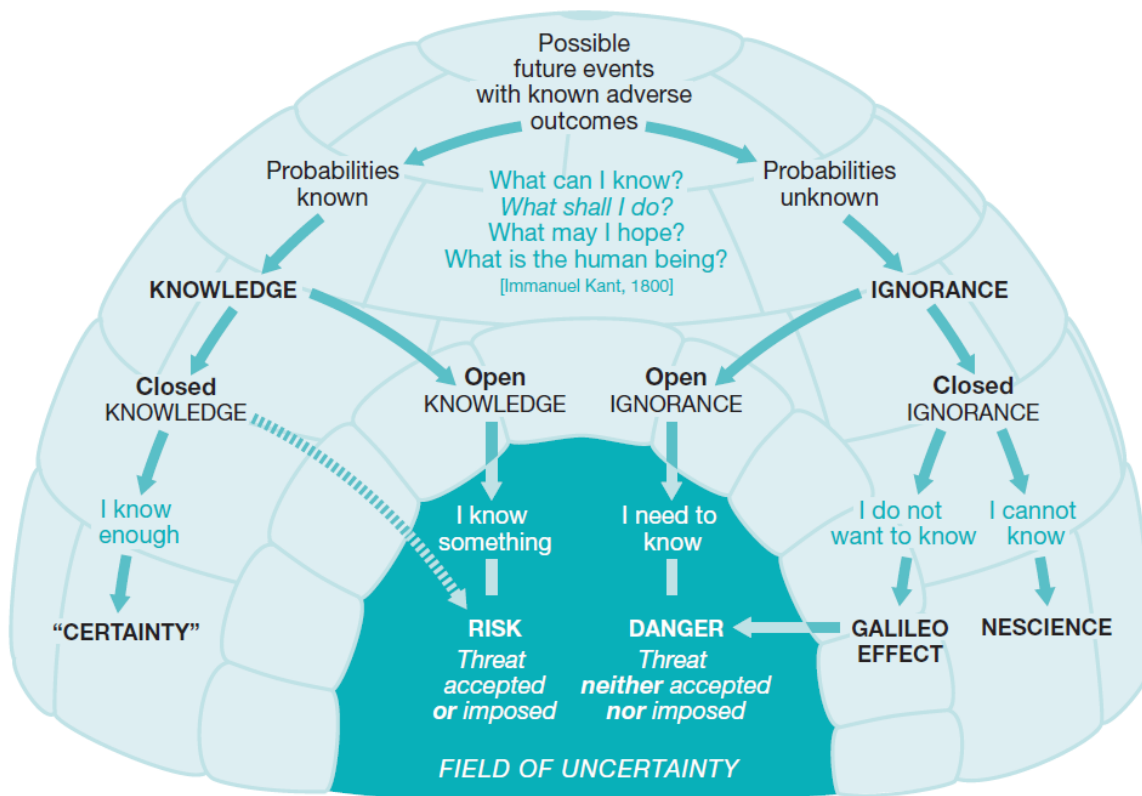 Possible
future events
with known adverse
outcomes
Probabilities
known
What can I know?
What shall I do?
What may I hope?
What is the human being?
[Immanuel Kant, 1800]
Probabilities
unknown
KNOWLEDGE
IGNORANCE
Closed
KNOWLEDGE
Open
KNOWLEDGE
Open
IGNORANCE
Closed
IGNORANCE
I know
enough
I know
something
I need to
know
I do not
want to know
I cannot
know
“CERTAINTY”
RISK
Threat
accepted
or imposed
DANGER
Threat
neither accepted
nor imposed
GALILEO
EFFECT
NESCIENCE
FIELD OF UNCERTAINTY